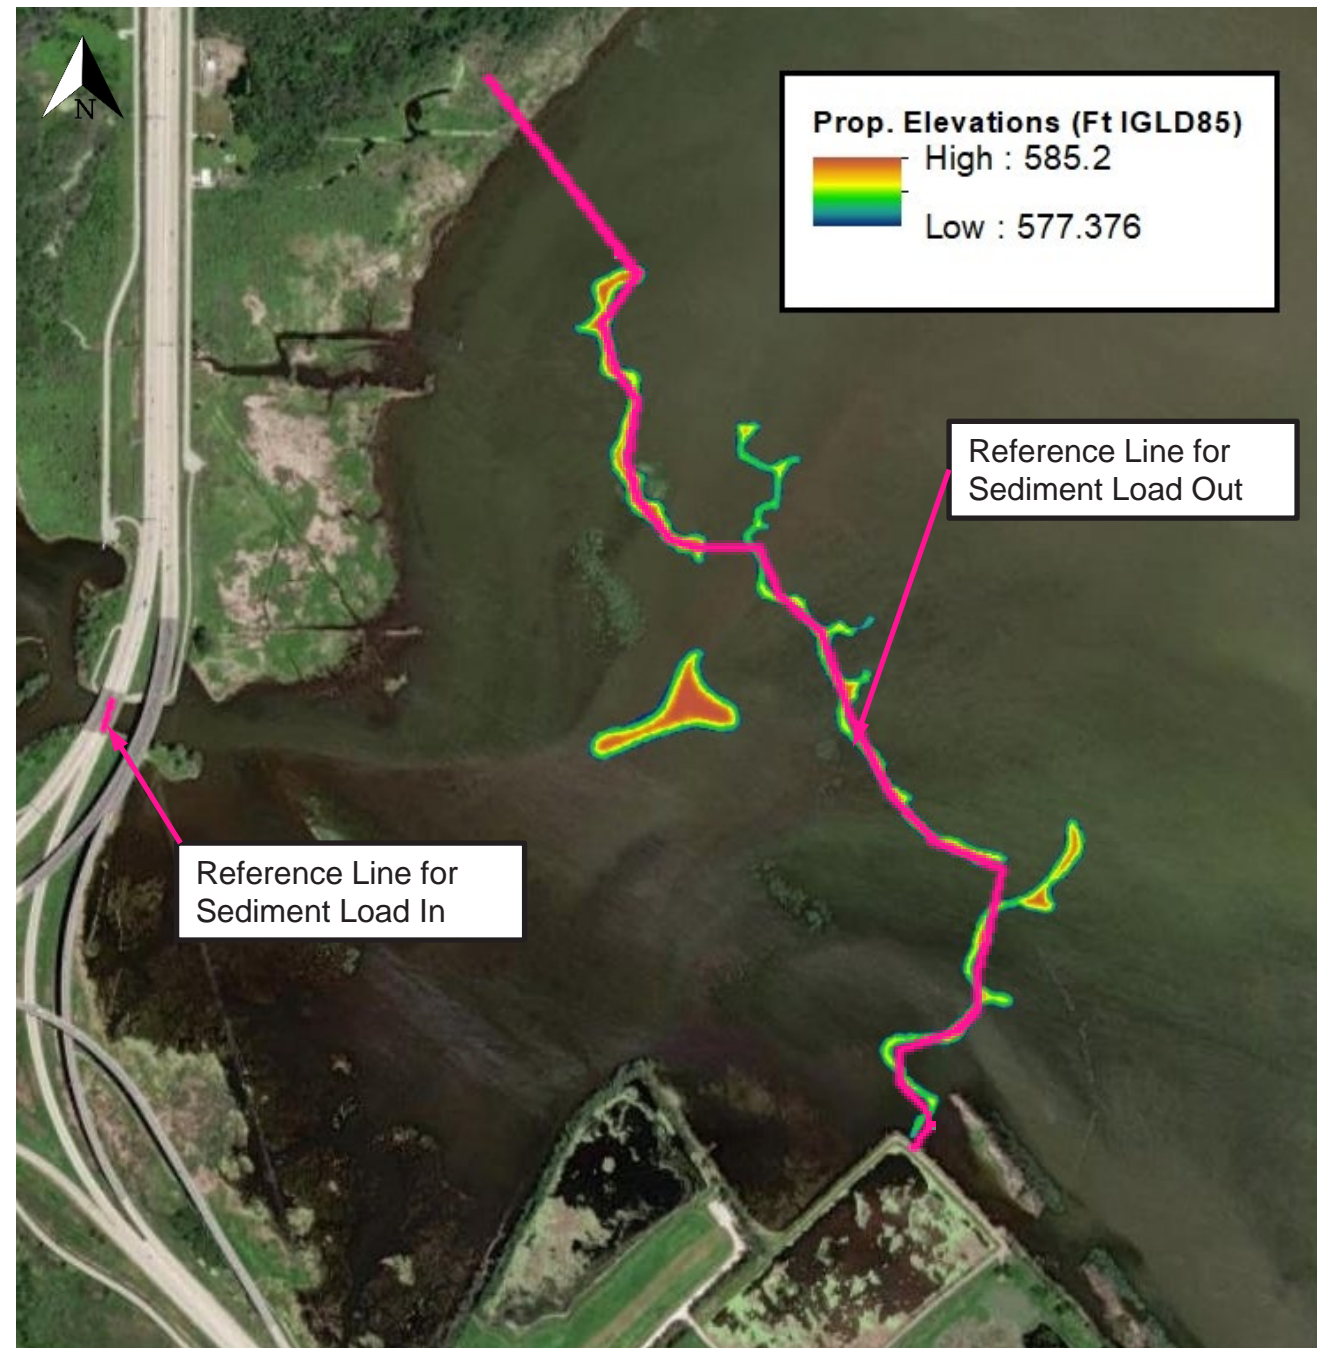 N
Prop. Elevations (Ft IGLD85)
High : 585.2
Low : 577.376
Reference Line for
Sediment Load Out
Reference Line for
Sediment Load In